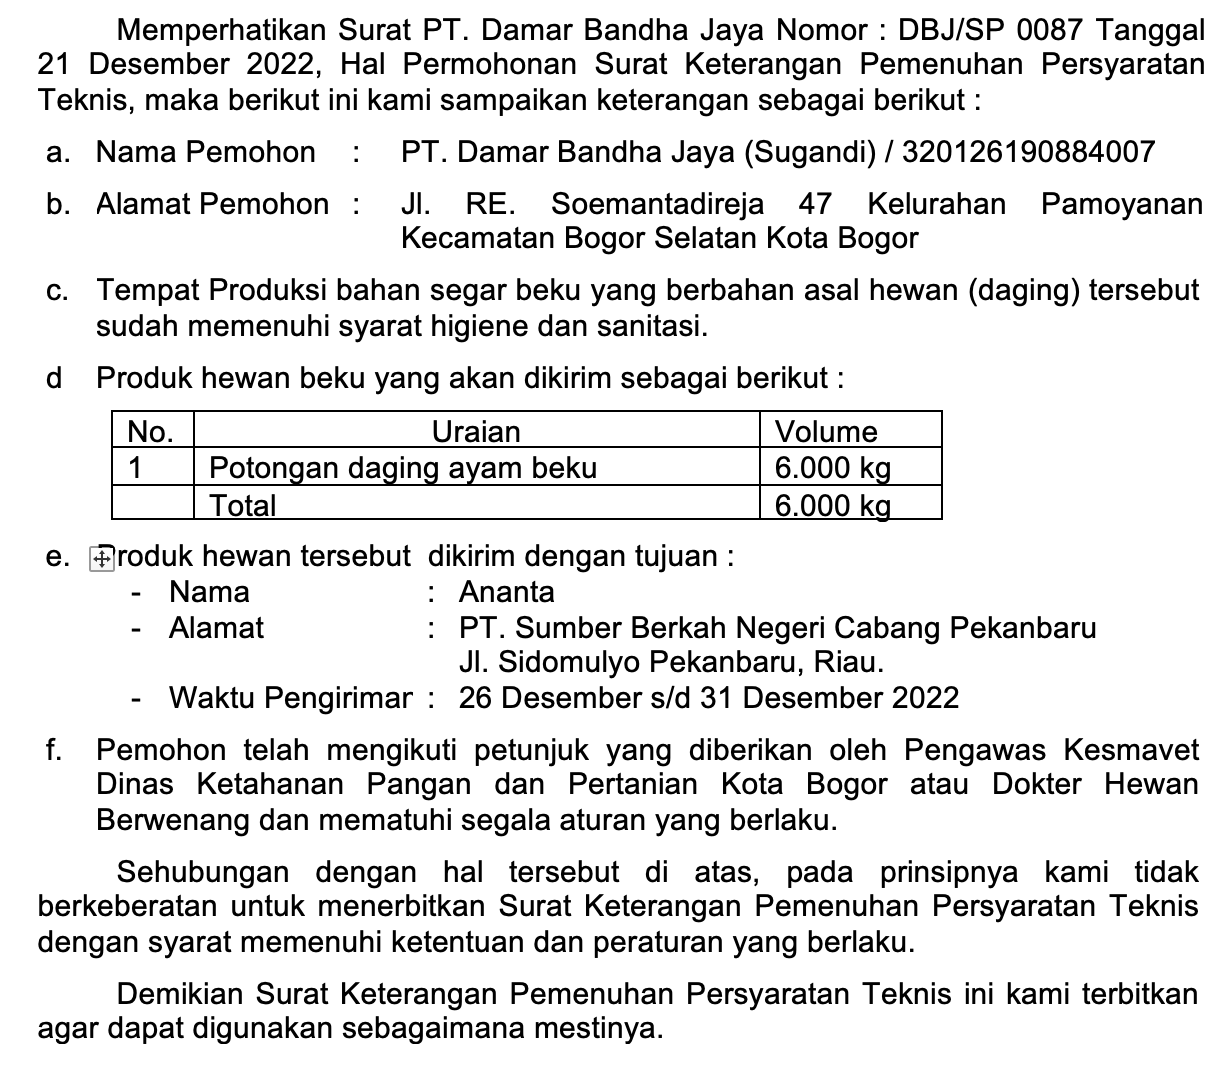 Memperhatikan Surat PT. Damar Bandha Jaya Nomor : DBJ/SP 0087 Tanggal
21 Desember 2022, Hal Permohonan Surat Keterangan Pemenuhan Persyaratan
Teknis, maka berikut ini kami sampaikan keterangan sebagai berikut :
a. Nama Pemohon : PT. Damar Bandha Jaya (Sugandi) / 320126190884007
b. Alamat Pemohon : Jl. RE. Soemantadireja 47 Kelurahan Pamoyanan
Kecamatan Bogor Selatan Kota Bogor
c. Tempat Produksi bahan segar beku yang berbahan asal hewan (daging) tersebut
sudah memenuhi syarat higiene dan sanitasi.
d Produk hewan beku yang akan dikirim sebagai berikut :
No. Uraian Volume
1 Potongan daging ayam beku 6.000 kg
Total 6.000 kg
e. Produk hewan tersebut dikirim dengan tujuan :
- Nama : Ananta
- Alamat : PT. Sumber Berkah Negeri Cabang Pekanbaru
Jl. Sidomulyo Pekanbaru, Riau.
- Waktu Pengiriman : 26 Desember s/d 31 Desember 2022
f. Pemohon telah mengikuti petunjuk yang diberikan oleh Pengawas Kesmavet
Dinas Ketahanan Pangan dan Pertanian Kota Bogor atau Dokter Hewan
Berwenang dan mematuhi segala aturan yang berlaku.
Sehubungan dengan hal tersebut di atas, pada prinsipnya kami tidak
berkeberatan untuk menerbitkan Surat Keterangan Pemenuhan Persyaratan Teknis
dengan syarat memenuhi ketentuan dan peraturan yang berlaku.
Demikian Surat Keterangan Pemenuhan Persyaratan Teknis ini kami terbitkan
agar dapat digunakan sebagaimana mestinya.